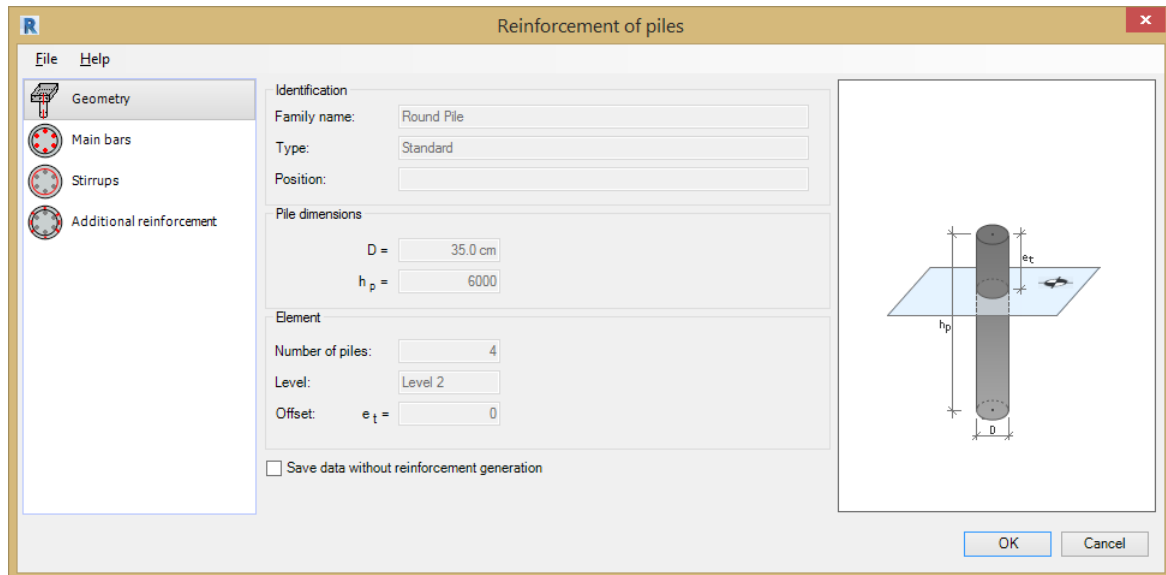 R
Reinforcement of piles
x
File Help
Geometry
Main bars
Stirrups
Additional reinforcement
Identification
Family name: Round Pile
Type: Standard
Position:
Pile dimensions
D = 35.0 cm
h p = 6000
Element
Number of piles: 4
Level: Level 2
Offset: e t = 0
Save data without reinforcement generation
et
hp
D
OK Cancel